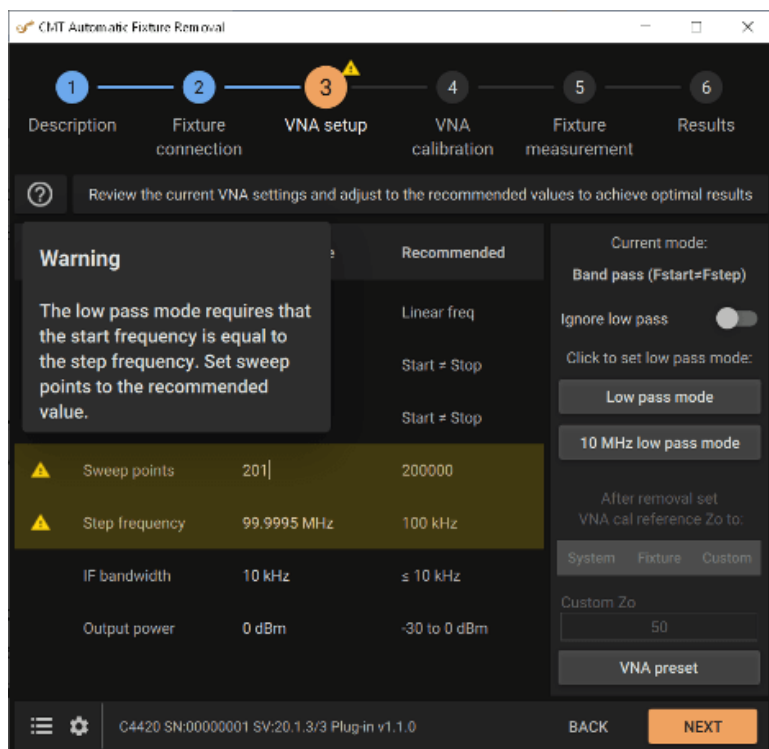 CMT Automatic Fixture Removal
1
2
3
4
5
6
Description
Fixture
connection
VNA setup
VNA
calibration
Fixture
measurement
Results
Review the current VNA settings and adjust to the recommended values to achieve optimal results
Warning
The low pass mode requires that
the start frequency is equal to
the step frequency. Set sweep
points to the recommended
value.
Recommended
Linear freq
Start ≠ Stop
Start ≠ Stop
Sweep points 201 200000
Step frequency 99.9995 MHz 100 kHz
IF bandwidth 10 kHz ≤ 10 kHz
Output power 0 dBm -30 to 0 dBm
Current mode:
Band pass (Fstart≠Fstep)
Ignore low pass
Click to set low pass mode:
Low pass mode
10 MHz low pass mode
After removal set
VNA cal reference Zo to:
System Fixture Custom
Custom Zo
50
VNA preset
C4420 SN:00000001 SV:20.1.3/3 Plug-in v1.1.0
BACK
NEXT